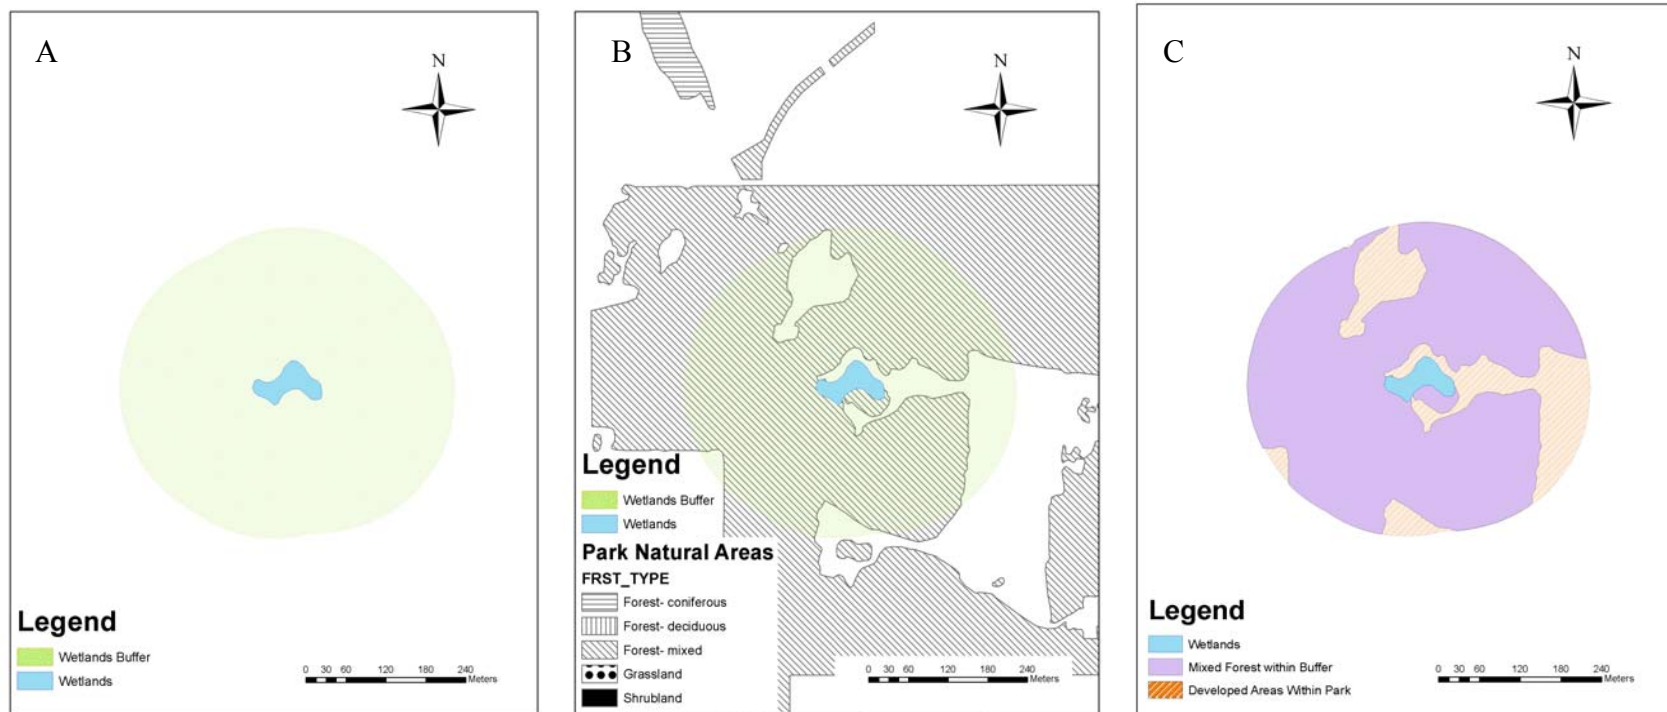 A
N
Legend
Wetlands Buffer
Wetlands
0 30 60 120 180 240
Meters
B
N
Legend
Wetlands Buffer
Wetlands
Park Natural Areas
FRST_TYPE
Forest- coniferous
Forest- deciduous
Forest- mixed
Grassland
Shrubland
0 30 60 120 180 240
Meters
C
N
Legend
Wetlands
Mixed Forest within Buffer
Developed Areas Within Park
0 30 60 120 180 240
Meters